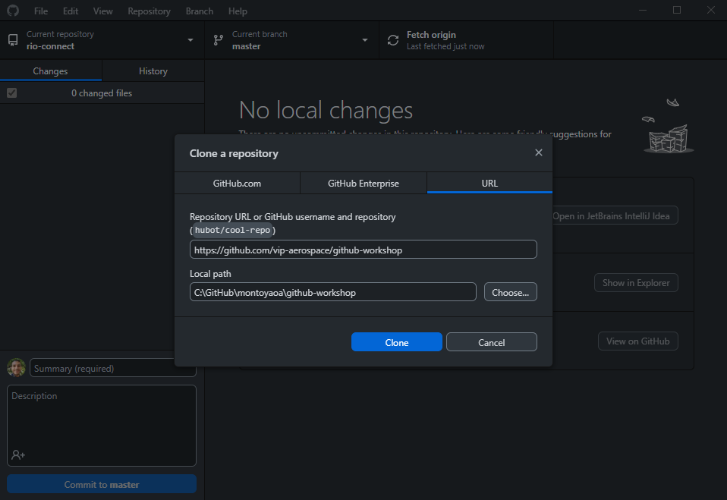 File Edit View Repository Branch Help
Current repository
rio-connect
Current branch
master
Fetch origin
Last fetched just now
Changes
History
0 changed files
No local changes
There are no uncommitted changes in this repository. Here are some friendly suggestions for
Clone a repository
GitHub.com
GitHub Enterprise
URL
Repository URL or GitHub username and repository
(hubot/cool-repo)
https://github.com/vip-aerospace/github-workshop
Local path
C:\GitHub\montoyaoa\github-workshop
Choose...
Clone
Cancel
Open in JetBrains IntelliJ Idea
Show in Explorer
View on GitHub
Summary (required)
Description
Commit to master